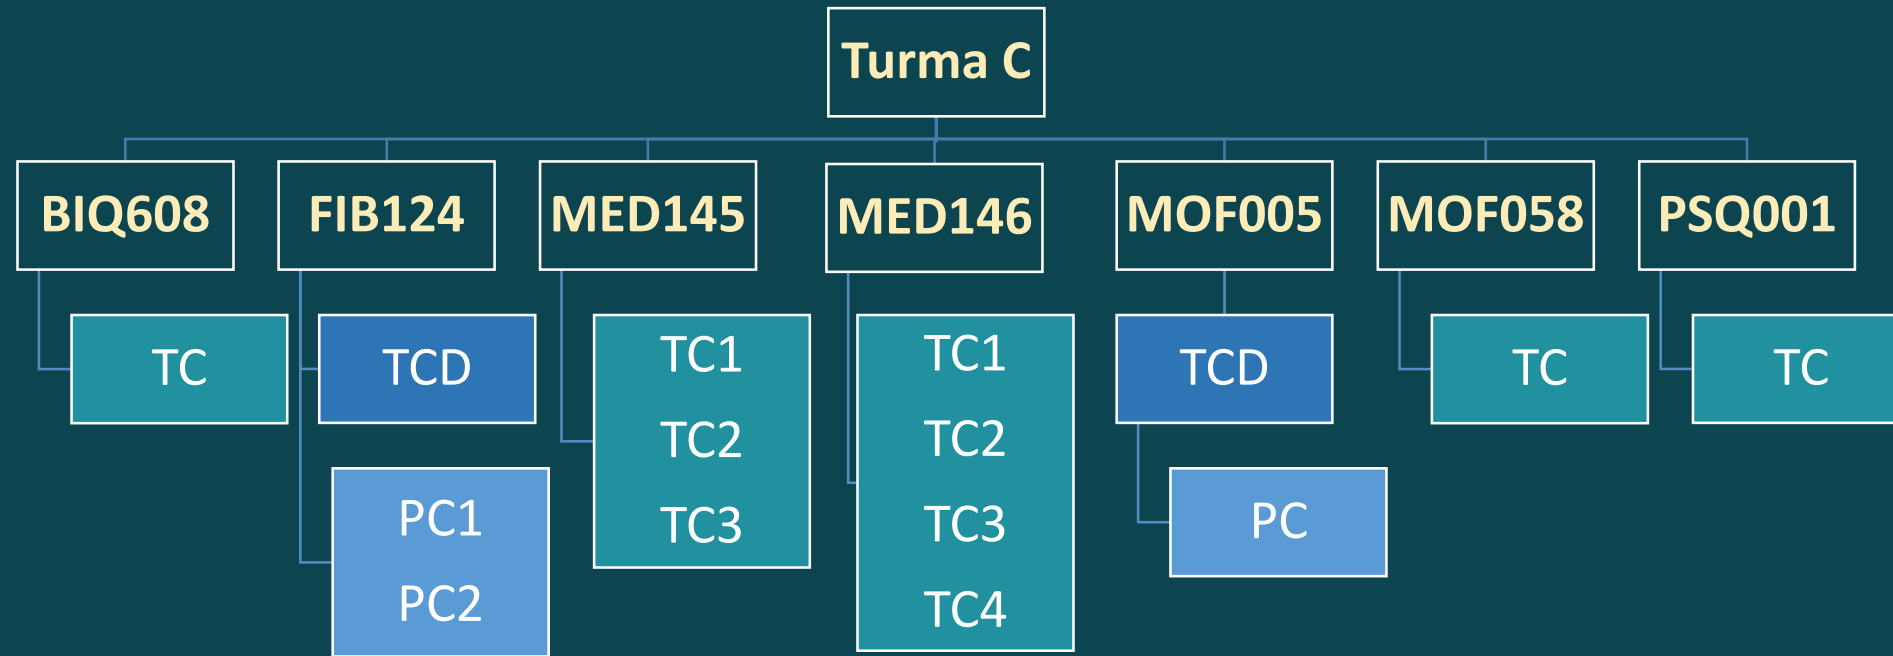 Turma C
BIQ608
FIB124
MED145
MED146
MOF005
MOF058
PSQ001
TC
TCD
PC1
PC2
TC1
TC2
TC3
TC1
TC2
TC3
TC4
TCD
PC
TC
TC